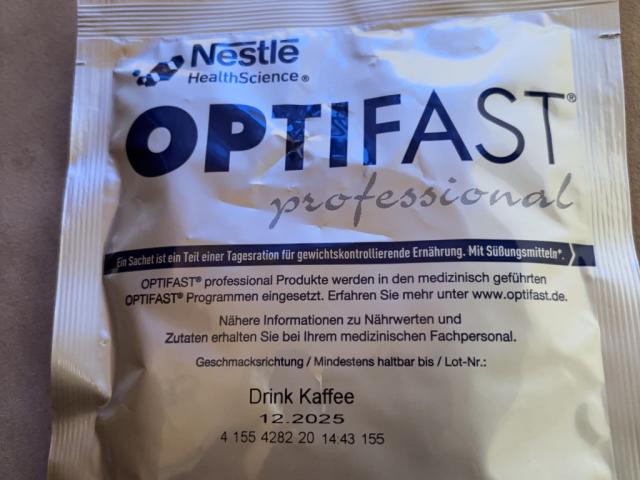 Nestlé
HealthScience®
OPTIFAST®
professional
Ein Sachet ist ein Teil einer Tagesration für gewichtskontrollierende Ernährung. Mit Süßungsmitteln*.
OPTIFAST® professional Produkte werden in den medizinisch geführten
OPTIFAST® Programmen eingesetzt. Erfahren Sie mehr unter www.optifast.de.
Nähere Informationen zu Nährwerten und
Zutaten erhalten Sie bei Ihrem medizinischen Fachpersonal.
Geschmacksrichtung / Mindestens haltbar bis / Lot-Nr.:
Drink Kaffee
12.2025
4 155 4282 20 14:43 155